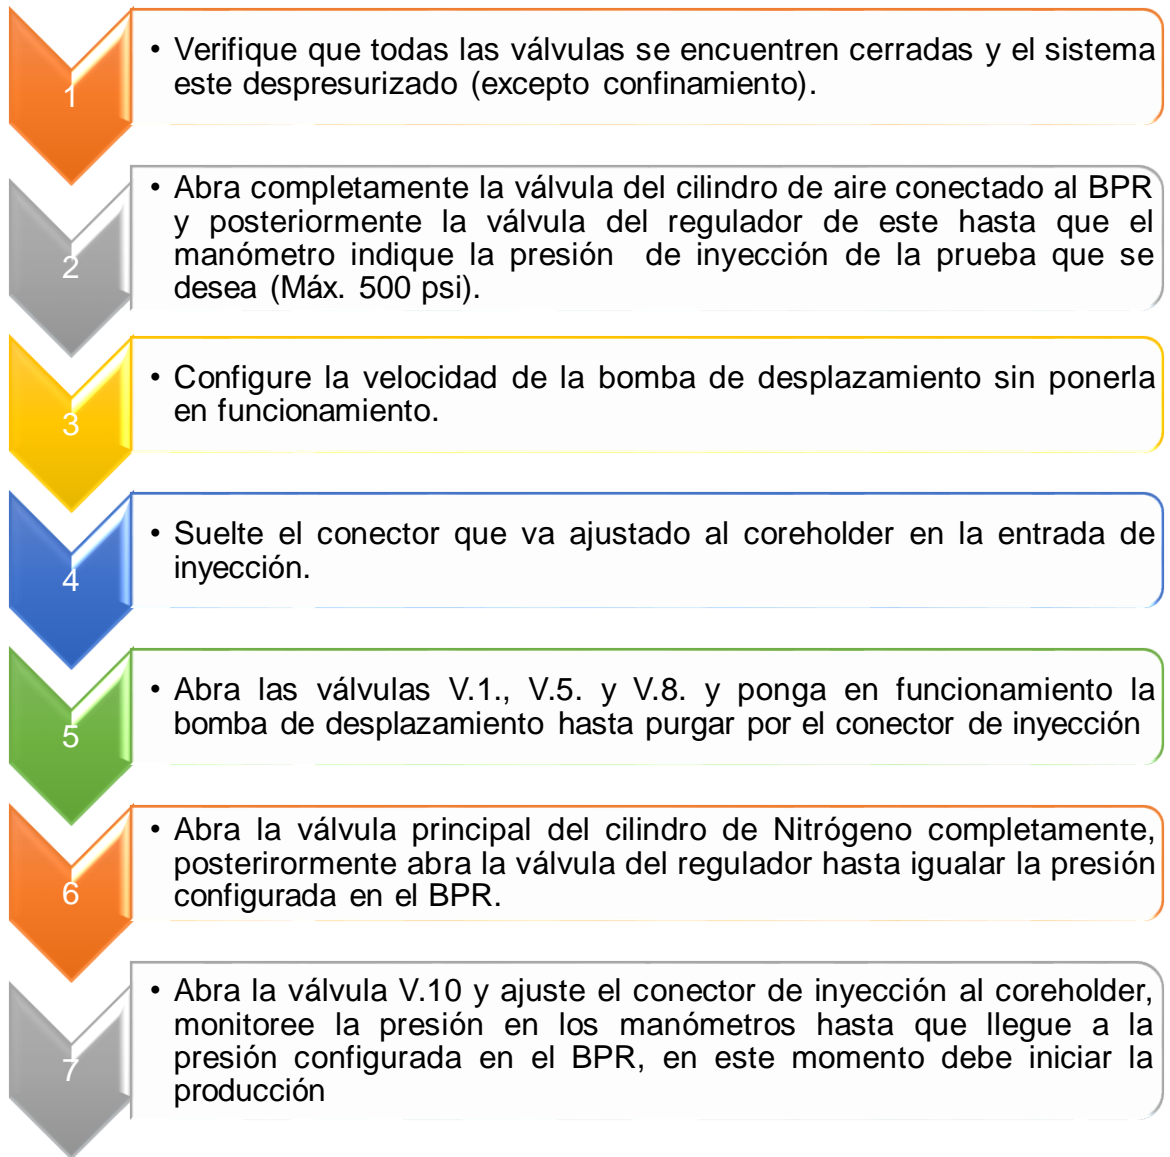 1
• Verifique que todas las válvulas se encuentren cerradas y el sistema
este despresurizado (excepto confinamiento).
2
• Abra completamente la válvula del cilindro de aire conectado al BPR
y posteriormente la válvula del regulador de este hasta que el
manómetro indique la presión de inyección de la prueba que se
desea (Máx. 500 psi).
3
• Configure la velocidad de la bomba de desplazamiento sin ponerla
en funcionamiento.
4
• Suelte el conector que va ajustado al coreholder en la entrada de
inyección.
5
• Abra las válvulas V.1., V.5. y V.8. y ponga en funcionamiento la
bomba de desplazamiento hasta purgar por el conector de inyección
6
• Abra la válvula principal del cilindro de Nitrógeno completamente,
posterirormente abra la válvula del regulador hasta igualar la presión
configurada en el BPR.
7
• Abra la válvula V.10 y ajuste el conector de inyección al coreholder,
monitoree la presión en los manómetros hasta que llegue a la
presión configurada en el BPR, en este momento debe iniciar la
producción